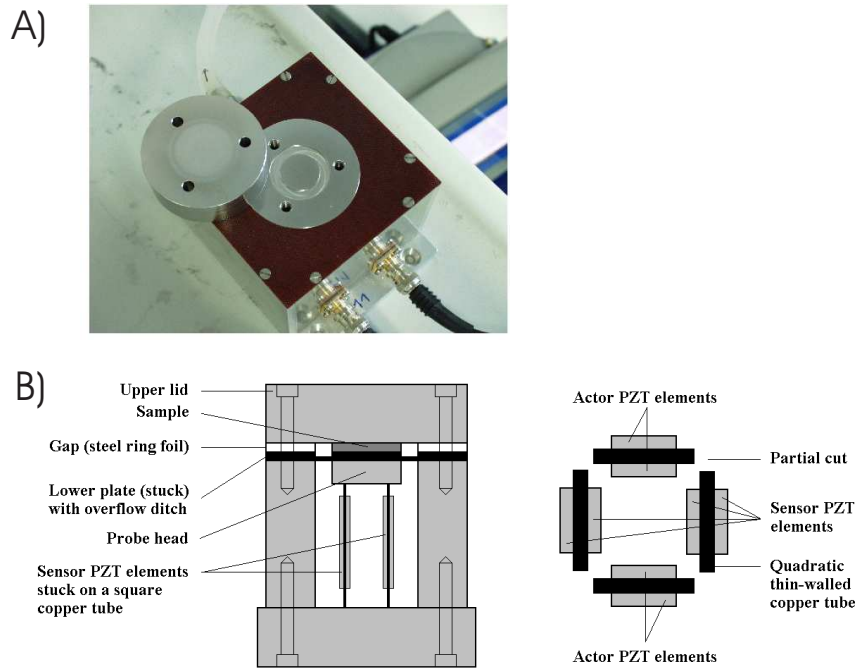 A)
11
B)
Upper lid
Sample
Gap (steel ring foil)
Lower plate (stuck)
with overflow ditch
Probe head
Sensor PZT elements
stuck on a square
copper tube
Actor PZT elements
Partial cut
Sensor PZT
elements
Quadratic
thin-walled
copper tube
Actor PZT elements